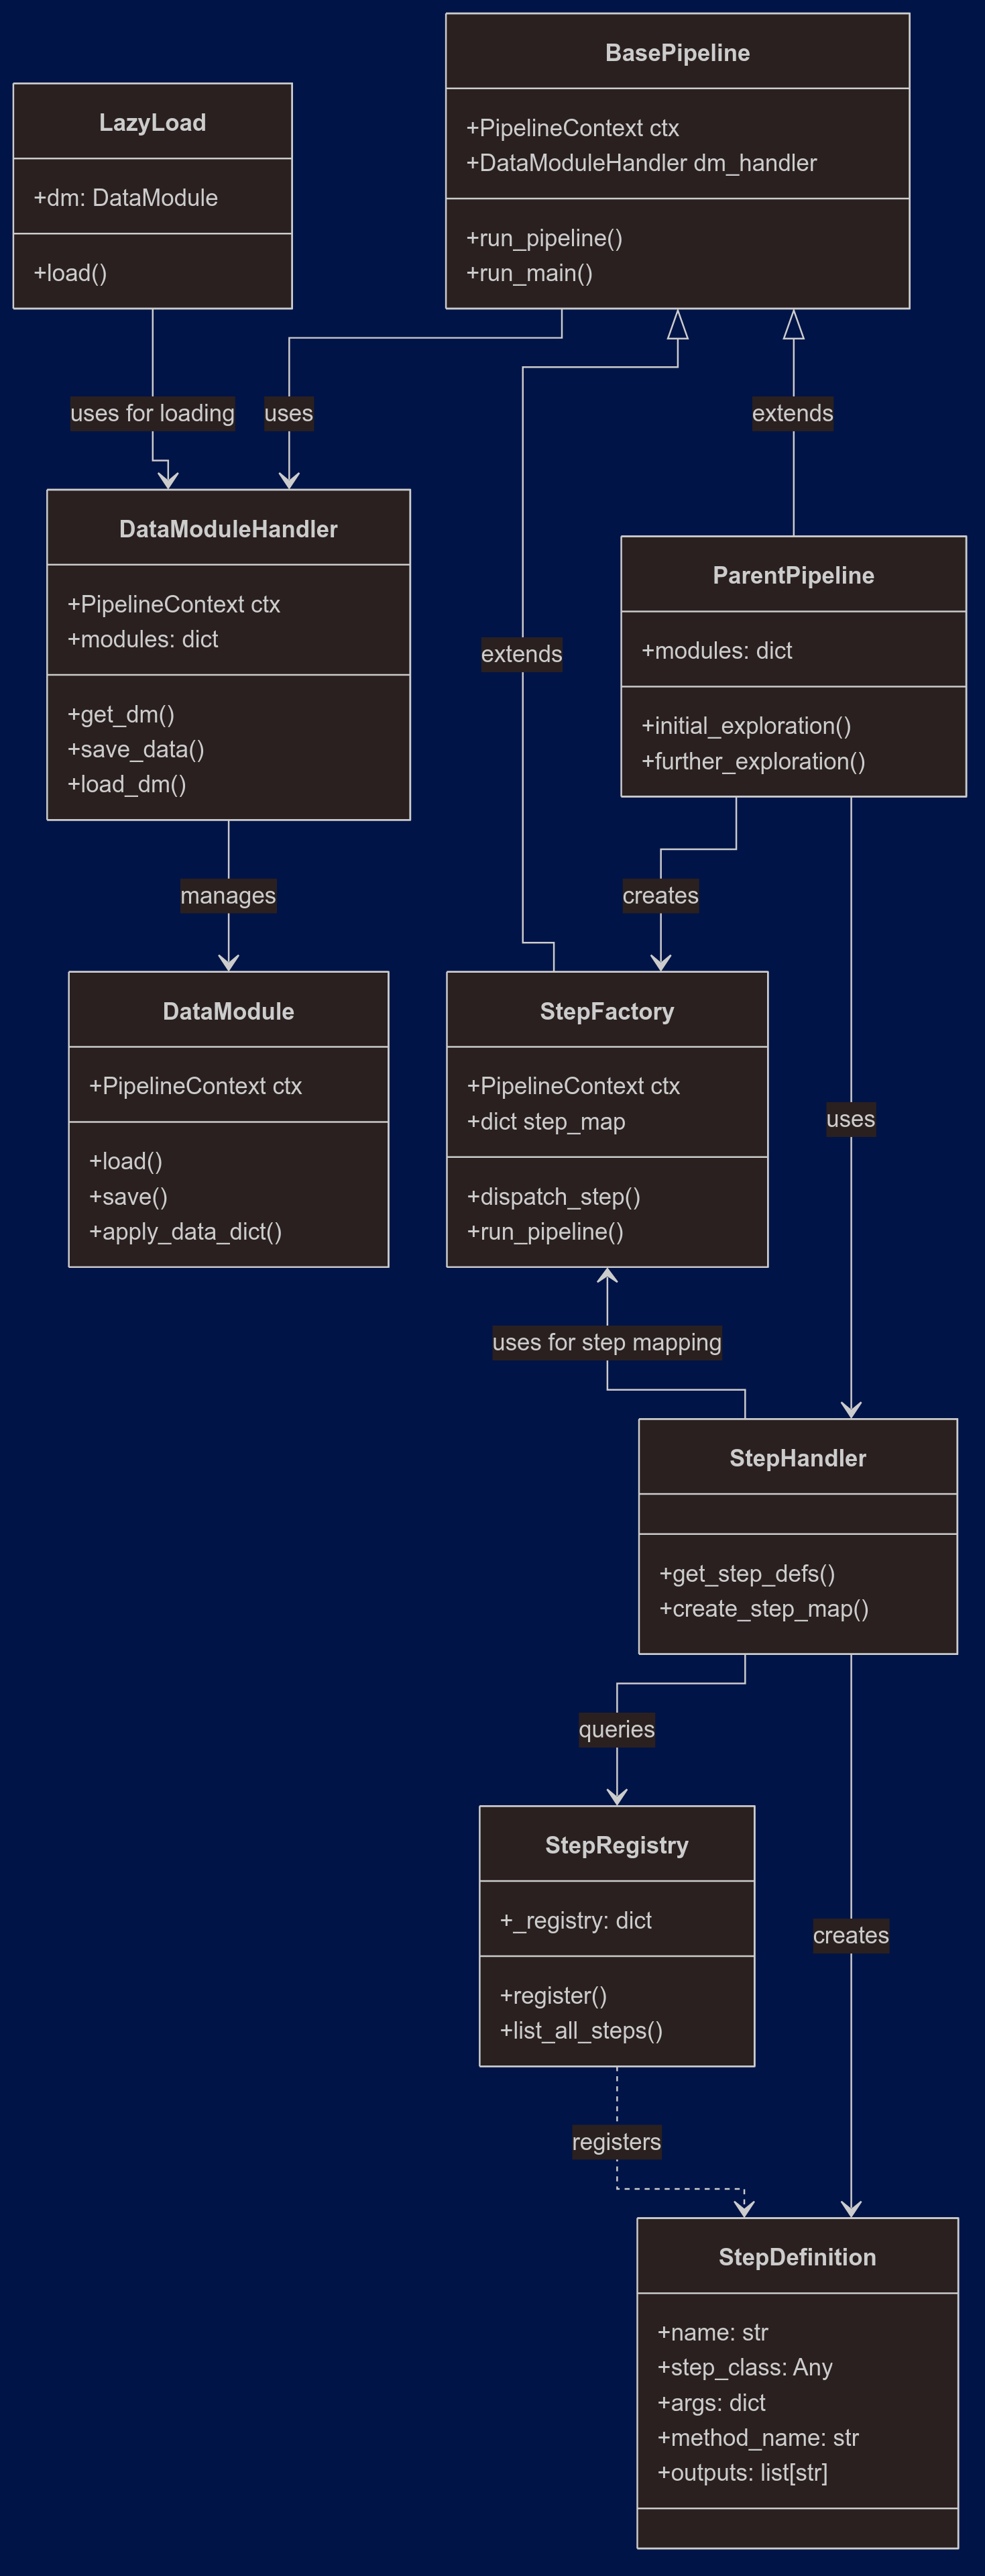 BasePipeline
+PipelineContext ctx
+DataModuleHandler dm_handler
+run_pipeline()
+run_main()
LazyLoad
+dm: DataModule
+load()
uses for loading
uses
extends
DataModuleHandler
+PipelineContext ctx
+modules: dict
+get_dm()
+save_data()
+load_dm()
extends
ParentPipeline
+modules: dict
+initial_exploration()
+further_exploration()
manages
creates
DataModule
+PipelineContext ctx
+load()
+save()
+apply_data_dict()
StepFactory
+PipelineContext ctx
+dict step_map
+dispatch_step()
+run_pipeline()
uses
uses for step mapping
StepHandler
+get_step_defs()
+create_step_map()
queries
StepRegistry
+_registry: dict
+register()
+list_all_steps()
creates
registers
StepDefinition
+name: str
+step_class: Any
+args: dict
+method_name: str
+outputs: list[str]